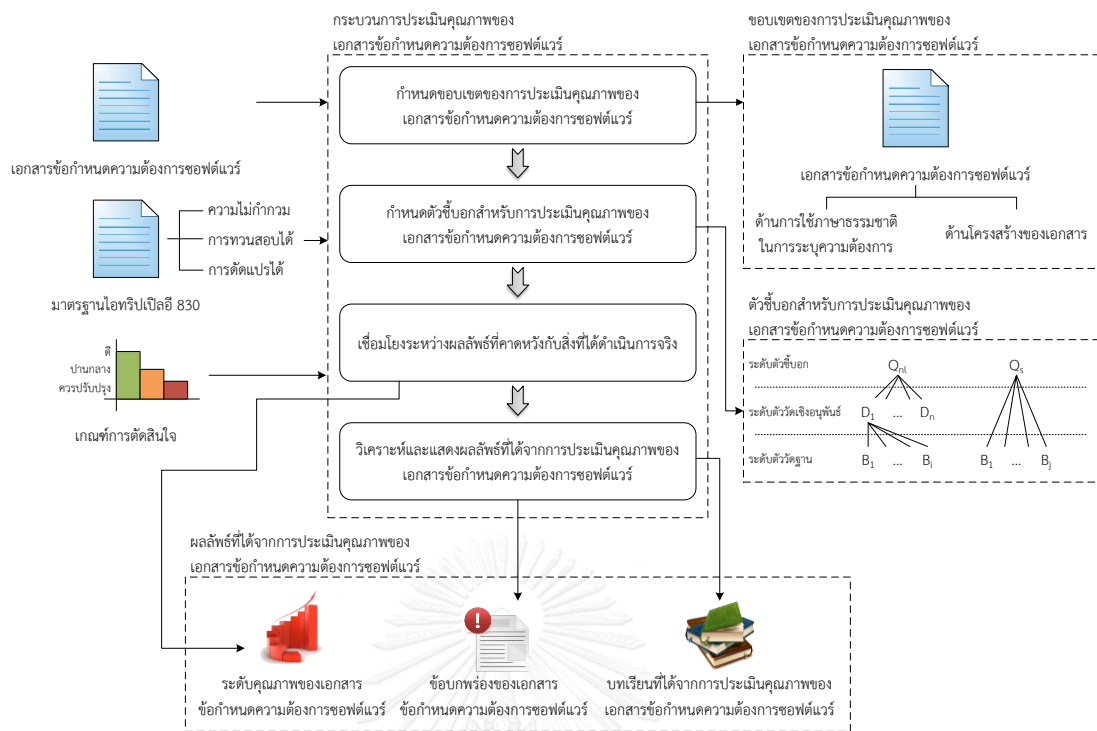 กระบวนการประเมินคุณภาพของ
เอกสารข้อกำหนดความต้องการซอฟต์แวร์
ขอบเขตของการประเมินคุณภาพของ
เอกสารข้อกำหนดความต้องการซอฟต์แวร์
กำหนดขอบเขตของการประเมินคุณภาพของ
เอกสารข้อกำหนดความต้องการซอฟต์แวร์
เอกสารข้อกำหนดความต้องการซอฟต์แวร์
เอกสารข้อกำหนดความต้องการซอฟต์แวร์
ด้านการใช้ภาษาธรรมชาติ
ในการระบุความต้องการ
ด้านโครงสร้างของเอกสาร
ความไม่กำกวม
การทวนสอบได้
การดัดแปรได้
มาตรฐานไอทริปเปิลอี 830
กำหนดตัวชี้บอกสำหรับการประเมินคุณภาพของ
เอกสารข้อกำหนดความต้องการซอฟต์แวร์
ตัวชี้บอกสำหรับการประเมินคุณภาพของ
เอกสารข้อกำหนดความต้องการซอฟต์แวร์
เชื่อมโยงระหว่างผลลัพธ์ที่คาดหวังกับสิ่งที่ได้ดำเนินการจริง
ปานกลาง
ควรปรับปรุง
เกณฑ์การตัดสินใจ
ระดับตัวชี้บอก Qnl Qs
ระดับตัววัดเชิงอนุพันธ์ D1 ... Dn
ระดับตัววัดฐาน B1 ... Bi B1 ... Bj
วิเคราะห์และแสดงผลลัพธ์ที่ได้จากการประเมินคุณภาพของ
เอกสารข้อกำหนดความต้องการซอฟต์แวร์
ผลลัพธ์ที่ได้จากการประเมินคุณภาพของ
เอกสารข้อกำหนดความต้องการซอฟต์แวร์
ระดับคุณภาพของเอกสาร
ข้อกำหนดความต้องการซอฟต์แวร์
ข้อบกพร่องของเอกสาร
ข้อกำหนดความต้องการซอฟต์แวร์
บทเรียนที่ได้จากการประเมินคุณภาพของ
เอกสารข้อกำหนดความต้องการซอฟต์แวร์